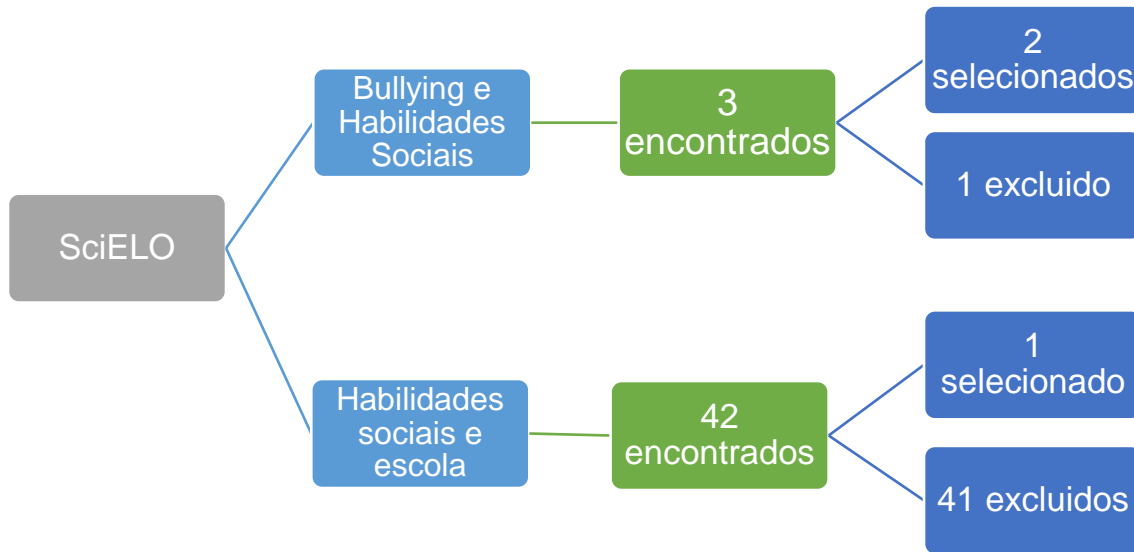 SciELO
Bullying e
Habilidades
Sociais
3
encontrados
2
selecionados
1 excluido
Habilidades
sociais e
escola
42
encontrados
1
selecionado
41 excluidos